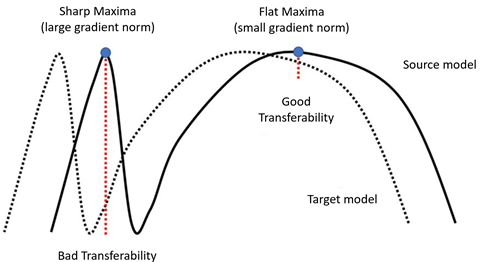 Sharp Maxima
(large gradient norm)
Flat Maxima
(small gradient norm)
Source model
Good
Transferability
Target model
Bad Transferability